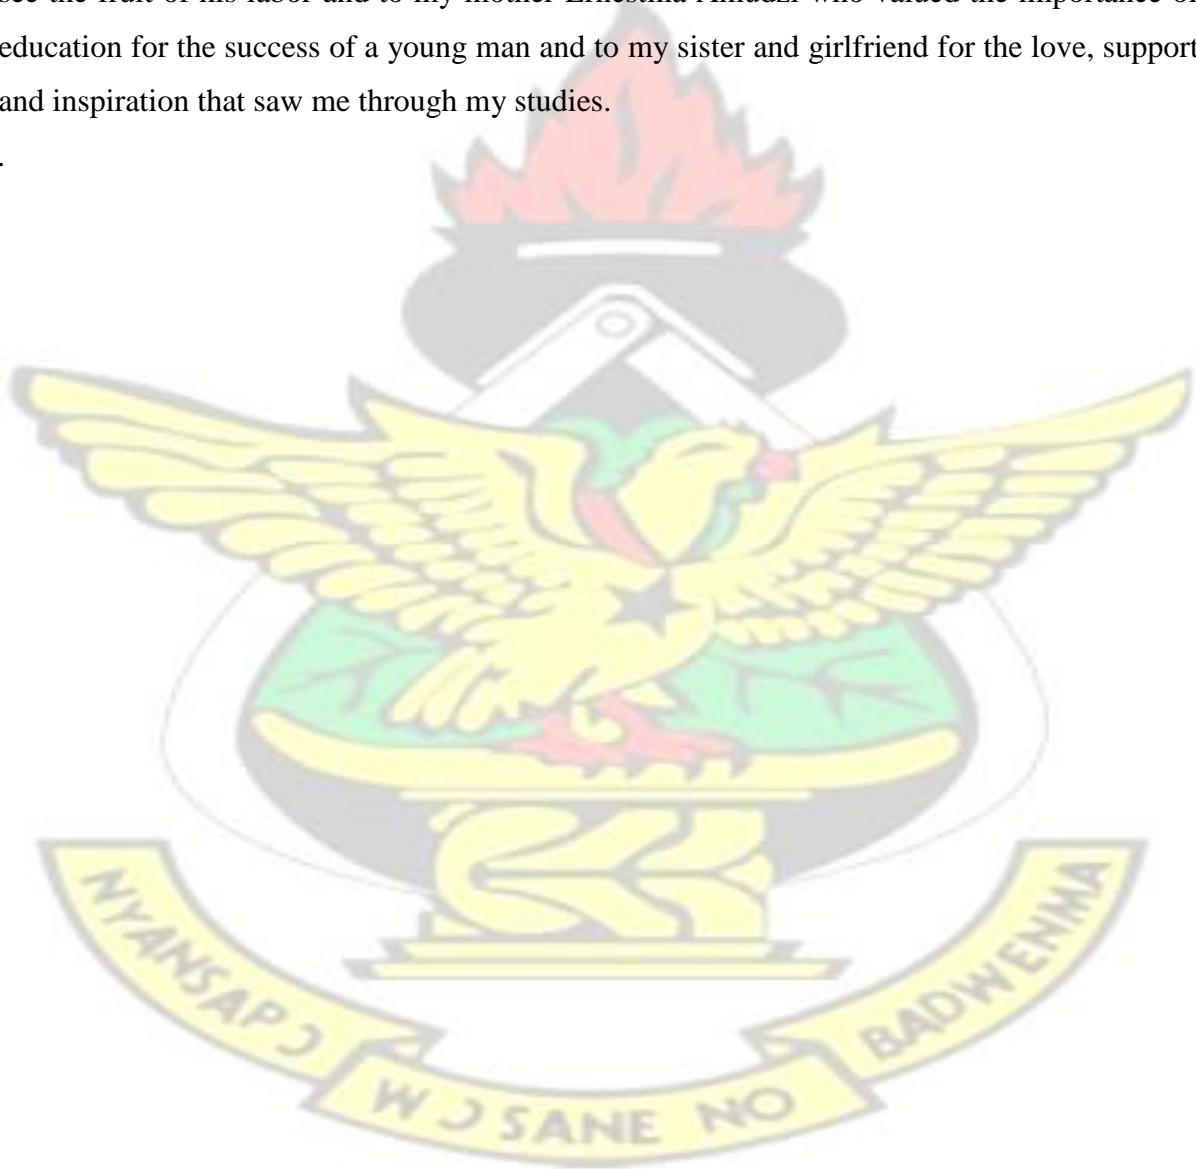 see the fruit of his labor and to my mother Ernestina Amudzi who valued the importance of
education for the success of a young man and to my sister and girlfriend for the love, support
and inspiration that saw me through my studies.
.
NYANSAPƆ
WƆSANE NO
BADWENMA